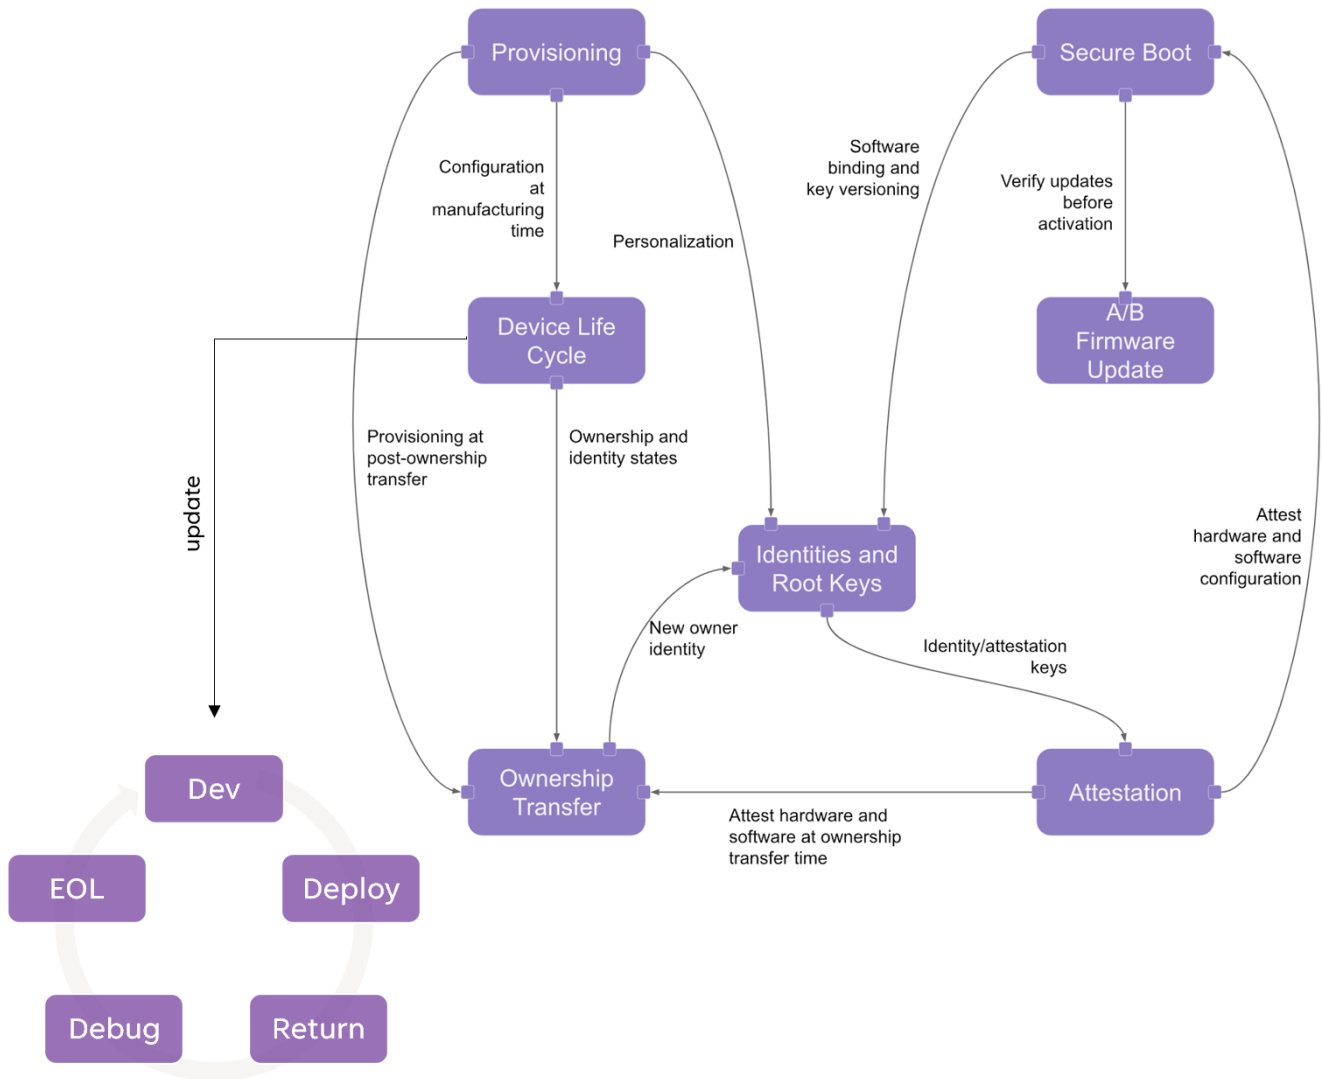 Provisioning
Secure Boot
Configuration
at
manufacturing
time
Personalization
Software
binding and
key versioning
Verify updates
before
activation
Device Life
Cycle
A/B
Firmware
Update
Provisioning at
post-ownership
transfer
Ownership and
identity states
update
Attest
hardware and
software
configuration
Identities and
Root Keys
New owner
identity
Identity/attestation
keys
Ownership
Transfer
Attestation
Attest hardware and
software at ownership
transfer time
Dev
EOL
Deploy
Debug
Return